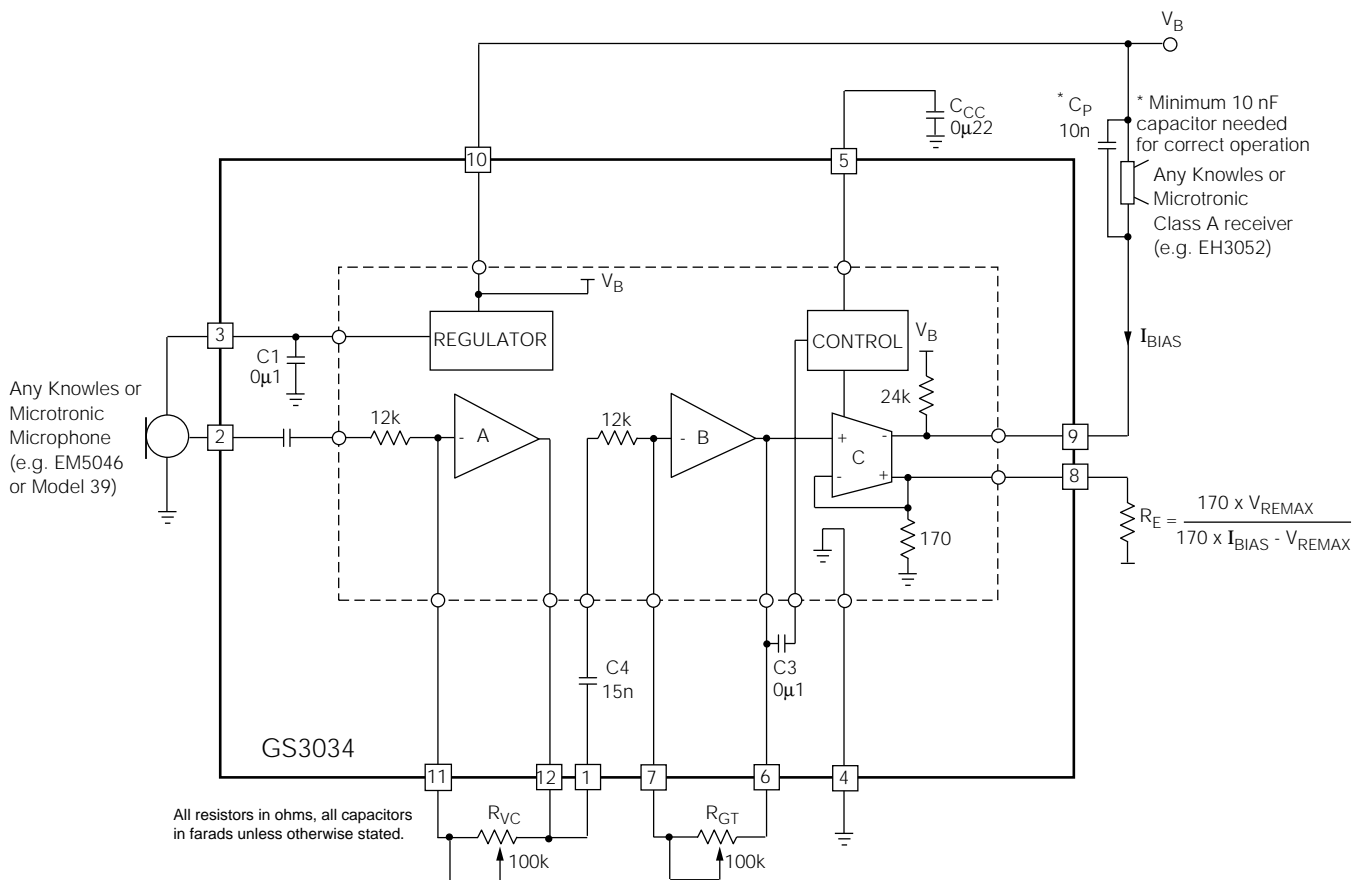 V_B
* C_P
10n
* Minimum 10 nF
capacitor needed
for correct operation
Any Knowles or
Microtronic
Class A receiver
(e.g. EH3052)
C_CC
0µ22
10
5
V_B
REGULATOR
CONTROL
V_B
24k
I_BIAS
3
C1
0µ1
Any Knowles or
Microtronic
Microphone
(e.g. EM5046
or Model 39)
2
12k
- A
12k
- B
+
-
C
-
+
9
8
170
R_E = 170 x V_REMAX
170 x I_BIAS - V_REMAX
C4
15n
C3
0µ1
GS3034
11
12
1
7
6
4
All resistors in ohms, all capacitors
in farads unless otherwise stated.
R_VC
100k
R_GT
100k